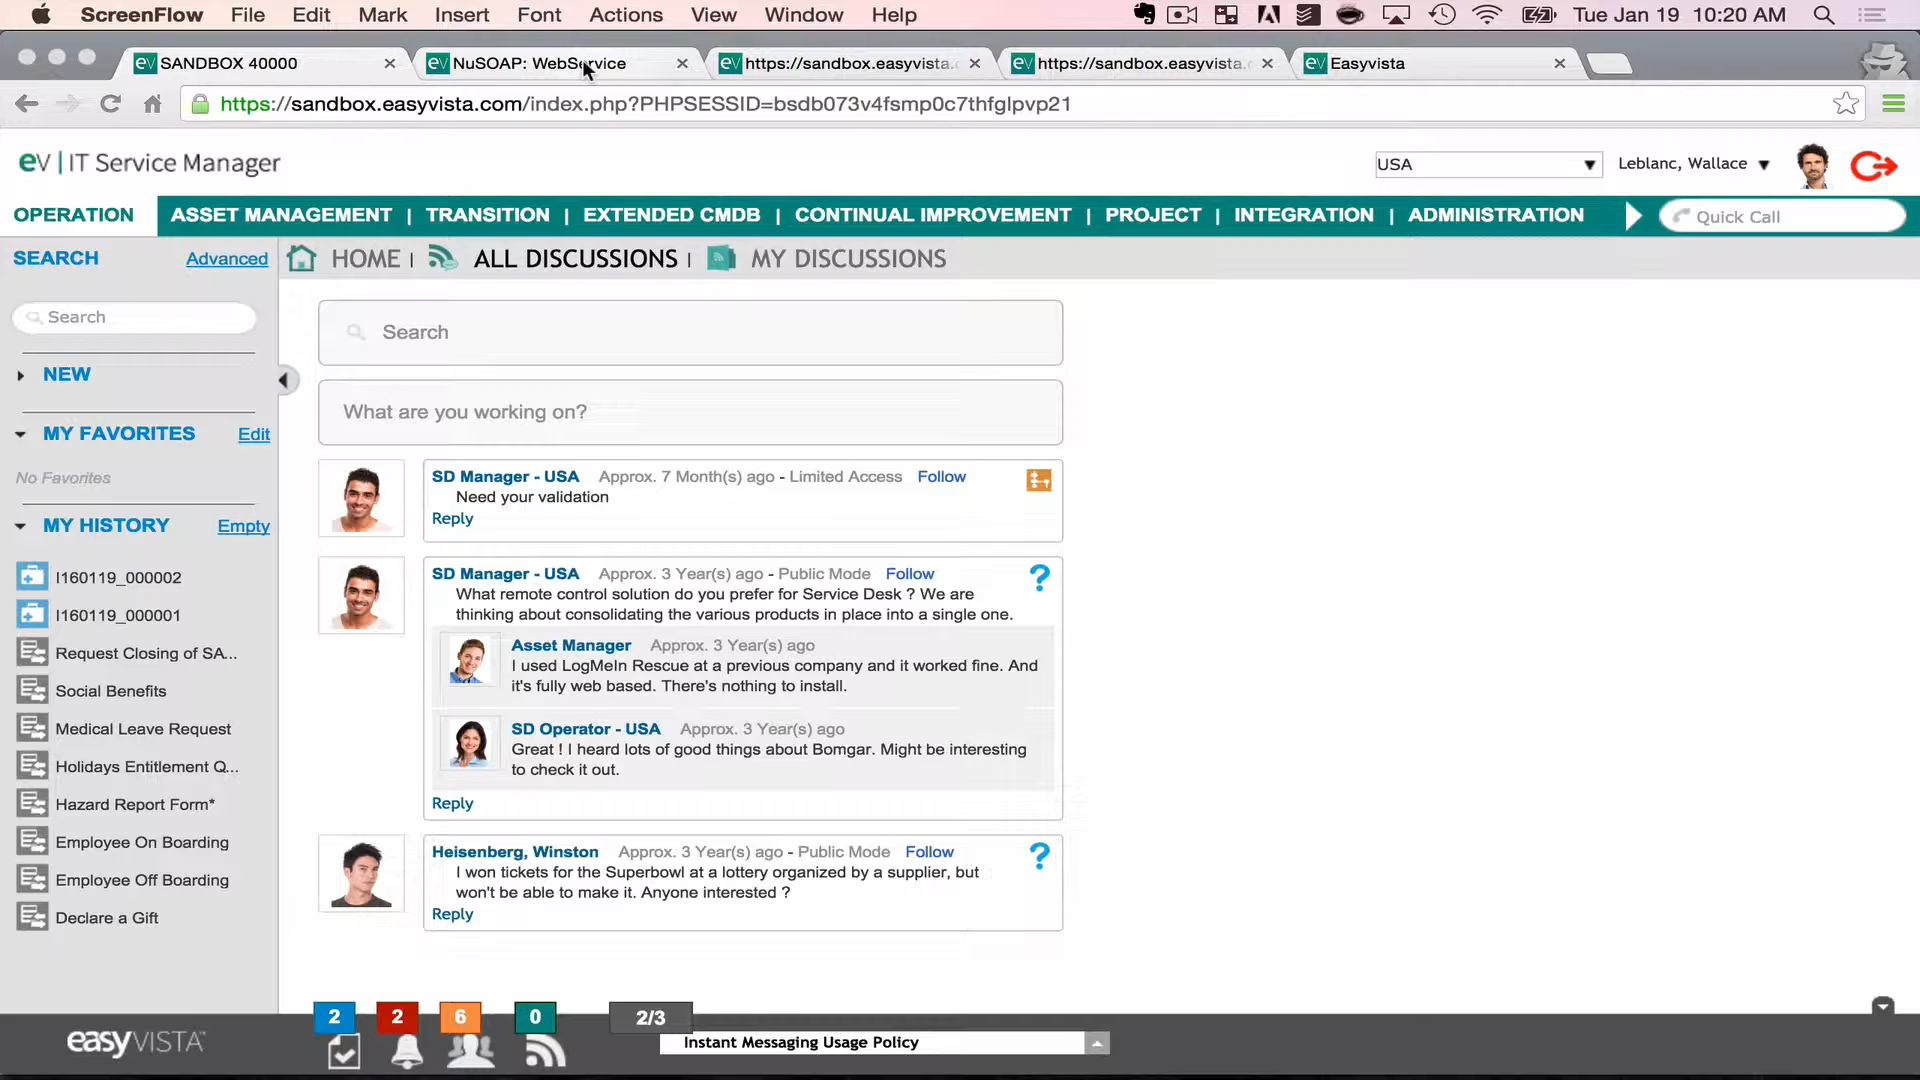 ScreenFlow File Edit Mark Insert Font Actions View Window Help Tue Jan 19 10:20 AM
eV SANDBOX 40000 eV NuSOAP: WebService eV https://sandbox.easyvista. eV https://sandbox.easyvista. eV Easyvista
https://sandbox.easyvista.com/index.php?PHPSESSID=bsdb073v4fsmp0c7thfglpvp21
eV | IT Service Manager USA Leblanc, Wallace
OPERATION ASSET MANAGEMENT | TRANSITION | EXTENDED CMDB | CONTINUAL IMPROVEMENT | PROJECT | INTEGRATION | ADMINISTRATION Quick Call
SEARCH Advanced HOME | ALL DISCUSSIONS | MY DISCUSSIONS
Search
NEW
MY FAVORITES Edit
No Favorites
MY HISTORY Empty
I160119_000002
I160119_000001
Request Closing of SA...
Social Benefits
Medical Leave Request
Holidays Entitlement Q...
Hazard Report Form*
Employee On Boarding
Employee Off Boarding
Declare a Gift
Search
What are you working on?
SD Manager - USA Approx. 7 Month(s) ago - Limited Access Follow
Need your validation
Reply
SD Manager - USA Approx. 3 Year(s) ago - Public Mode Follow ?
What remote control solution do you prefer for Service Desk ? We are
thinking about consolidating the various products in place into a single one.
Asset Manager Approx. 3 Year(s) ago
I used LogMeIn Rescue at a previous company and it worked fine. And
it's fully web based. There's nothing to install.
SD Operator - USA Approx. 3 Year(s) ago
Great ! I heard lots of good things about Bomgar. Might be interesting
to check it out.
Reply
Heisenberg, Winston Approx. 3 Year(s) ago - Public Mode Follow ?
I won tickets for the Superbowl at a lottery organized by a supplier, but
won't be able to make it. Anyone interested ?
Reply
2 2 6 0 2/3
easyVISTA™ Instant Messaging Usage Policy